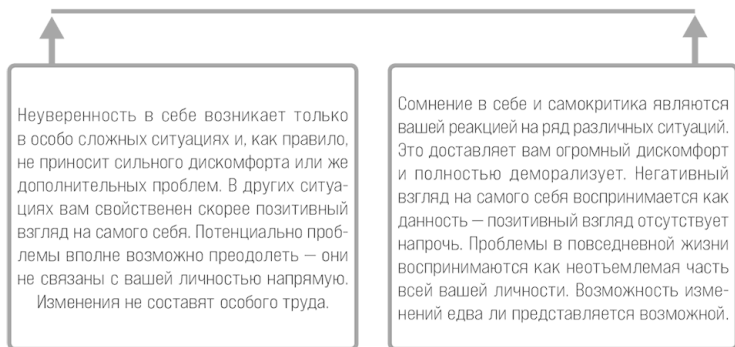 Неуверенность в себе возникает только
в особо сложных ситуациях и, как правило,
не приносит сильного дискомфорта или же
дополнительных проблем. В других ситуа-
циях вам свойственен скорее позитивный
взгляд на самого себя. Потенциально проб-
лемы вполне возможно преодолеть — они
не связаны с вашей личностью напрямую.
Изменения не составят особого труда.
Сомнение в себе и самокритика являются
вашей реакцией на ряд различных ситуаций.
Это доставляет вам огромный дискомфорт
и полностью деморализует. Негативный
взгляд на самого себя воспринимается как
данность — позитивный взгляд отсутствует
напрочь. Проблемы в повседневной жизни
воспринимаются как неотъемлемая часть
всей вашей личности. Возможность изме-
нений едва ли представляется возможной.